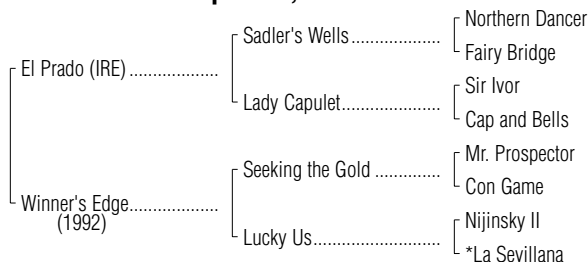 Northern Dancer
Sadler's Wells ....................
Fairy Bridge
El Prado (IRE) ....................
Sir Ivor
Lady Capulet......................
Cap and Bells
Mr. Prospector
Seeking the Gold ...............
Con Game
Winner's Edge....................
(1992)
Nijinsky II
Lucky Us...........................
*La Sevillana